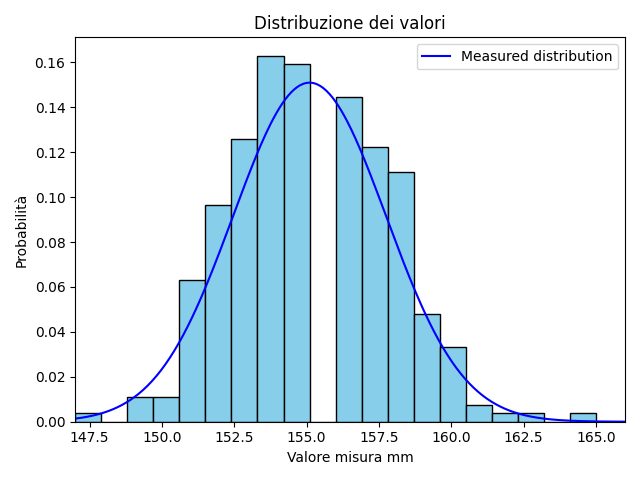 Distribuzione dei valori
Measured distribution
Probabilità
0.16
0.14
0.12
0.10
0.08
0.06
0.04
0.02
0.00
147.5 150.0 152.5 155.0 157.5 160.0 162.5 165.0
Valore misura mm